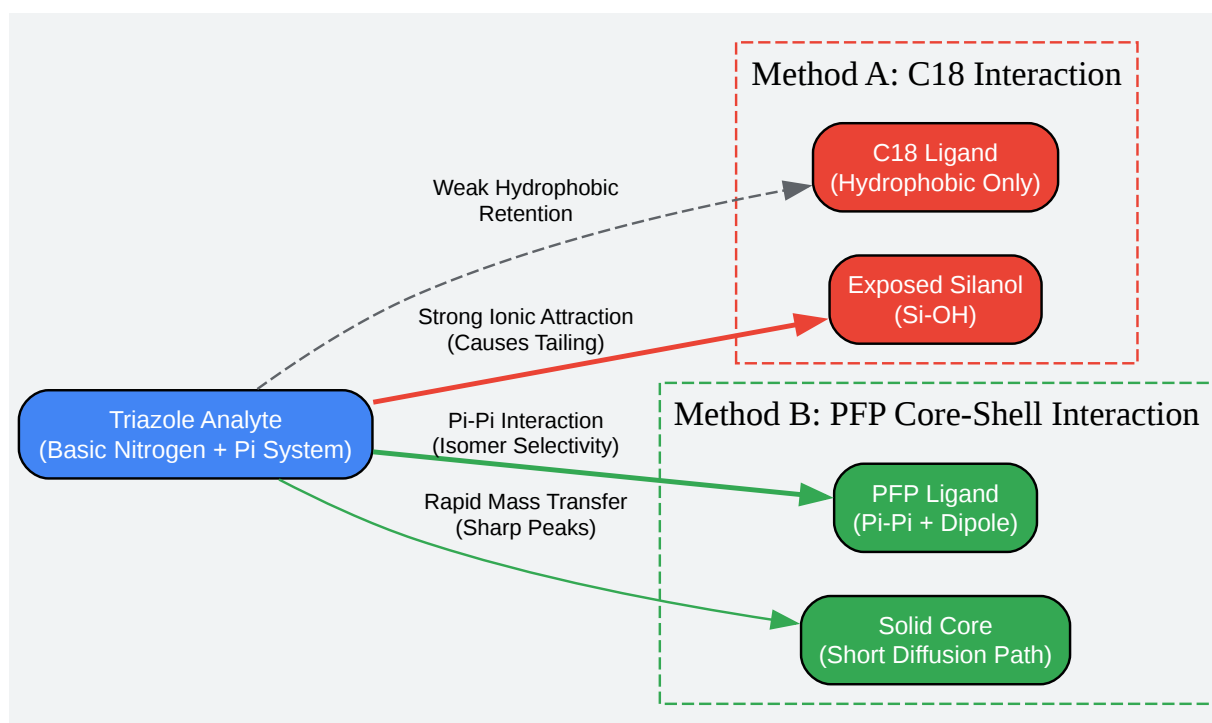 Method A: C18 Interaction
C18 Ligand
(Hydrophobic Only)
Weak Hydrophobic
Retention
Exposed Silanol
(Si-OH)
Strong Ionic Attraction
(Causes Tailing)
Triazole Analyte
(Basic Nitrogen + Pi System)
Pi-Pi Interaction
(Isomer Selectivity)
Method B: PFP Core-Shell Interaction
PFP Ligand
(Pi-Pi + Dipole)
Rapid Mass Transfer
(Sharp Peaks)
Solid Core
(Short Diffusion Path)